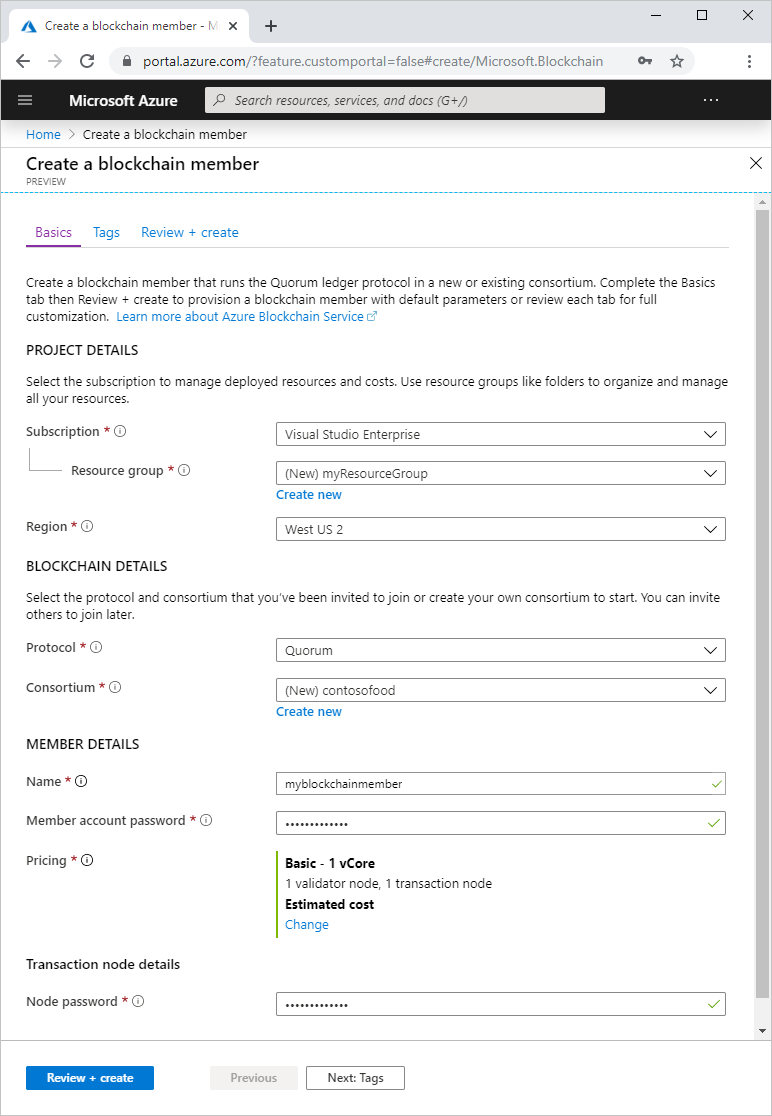 Create a blockchain member - M
portal.azure.com/?feature.customportal=false#create/Microsoft.Blockchain
Microsoft Azure
Search resources, services, and docs (G+/)
Home > Create a blockchain member
Create a blockchain member
PREVIEW
Basics
Tags
Review + create
Create a blockchain member that runs the Quorum ledger protocol in a new or existing consortium. Complete the Basics
tab then Review + create to provision a blockchain member with default parameters or review each tab for full
customization. Learn more about Azure Blockchain Service
PROJECT DETAILS
Select the subscription to manage deployed resources and costs. Use resource groups like folders to organize and manage
all your resources.
Subscription *
Visual Studio Enterprise
Resource group *
(New) myResourceGroup
Create new
Region *
West US 2
BLOCKCHAIN DETAILS
Select the protocol and consortium that you've been invited to join or create your own consortium to start. You can invite
others to join later.
Protocol *
Quorum
Consortium *
(New) contosofood
Create new
MEMBER DETAILS
Name *
myblockchainmember
Member account password *
•••••••••••••
Pricing *
Basic - 1 vCore
1 validator node, 1 transaction node
Estimated cost
Change
Transaction node details
Node password *
•••••••••••••
Review + create
Previous
Next: Tags